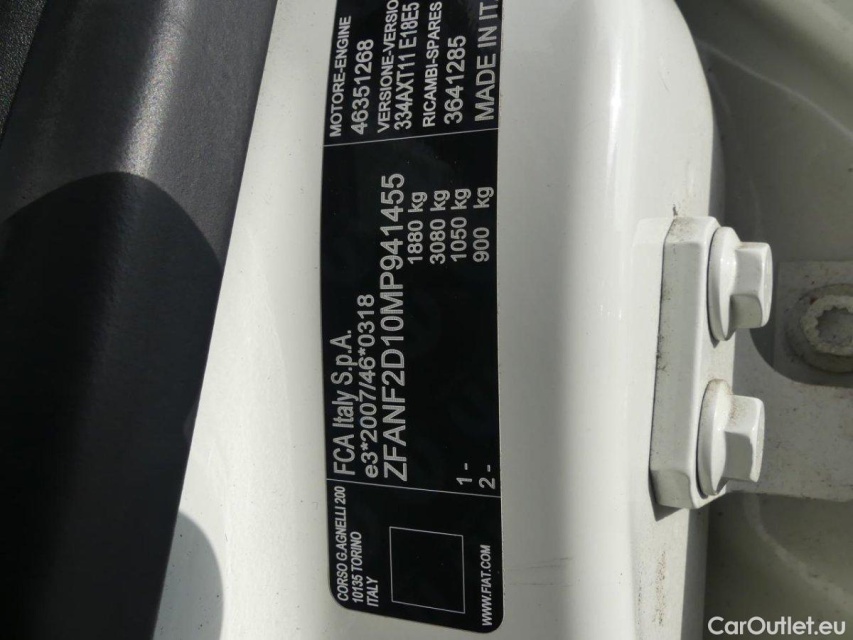 CORSO G.AGNELLI 200
10135 TORINO
ITALY
WWW.FIAT.COM
FCA Italy S.p.A.
e3*2007/46*0318
ZFANF2D10MP941455
1880 kg
3080 kg
1 - 1050 kg
2 - 900 kg
MOTORE-ENGINE
46351268
VERSIONE-VERSIO
334AXT11 E18E5
RICAMBI-SPARES
3641285
MADE IN IT
CarOutlet.eu